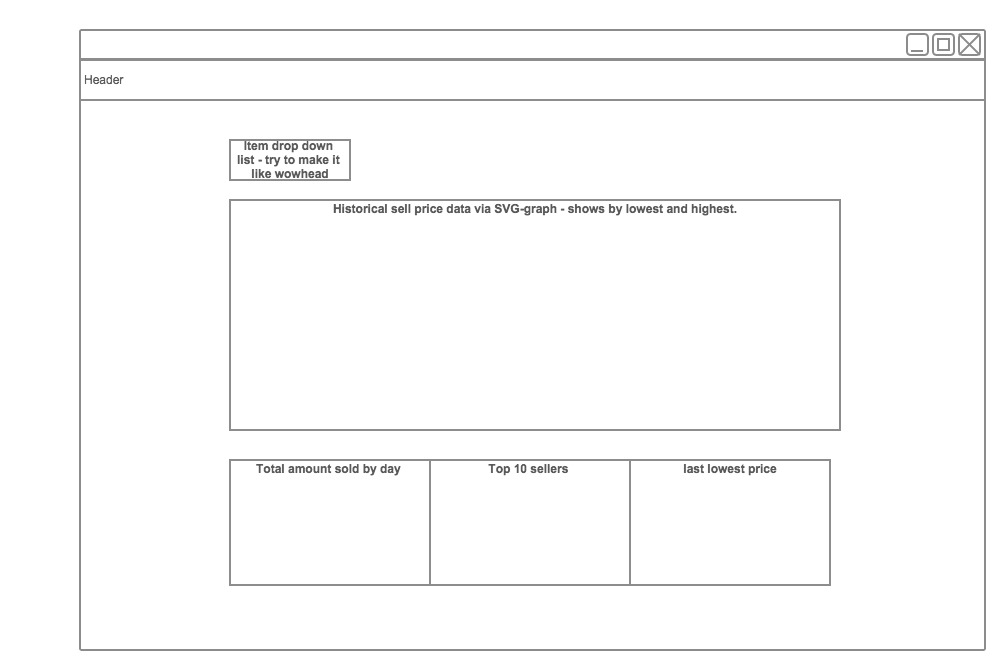 Header
Item drop down
list - try to make it
like wowhead
Historical sell price data via SVG-graph - shows by lowest and highest.
Total amount sold by day
Top 10 sellers
last lowest price